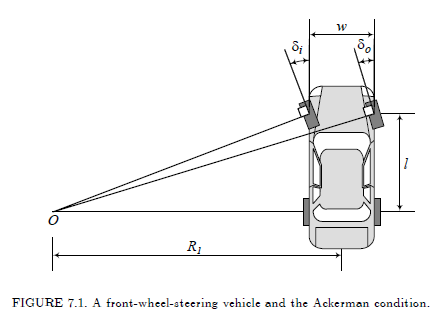 w
δi
δo
l
O
R1
FIGURE 7.1. A front-wheel-steering vehicle and the Ackerman condition.